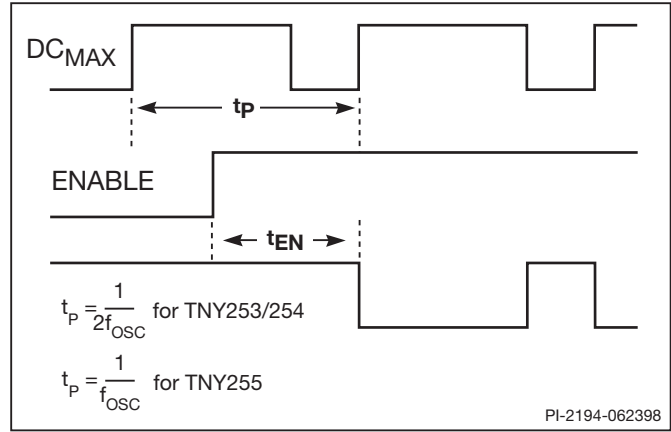 DCMAX
tP
ENABLE
tEN
tP = 1/2fOSC for TNY253/254
tP = 1/fOSC for TNY255
PI-2194-062398